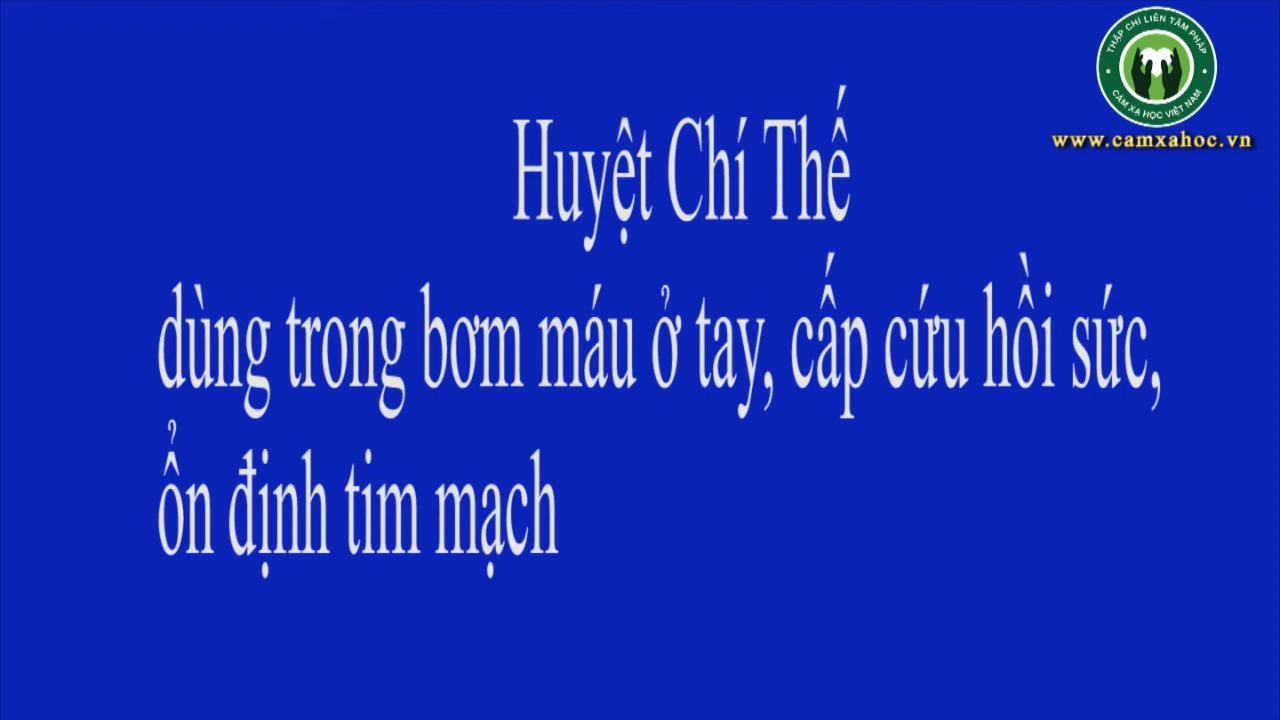 THẬP CHỈ LIÊN TÂM PHÁP
CẢM XẠ HỌC VIỆT NAM
www.camxahoc.vn
Huyệt Chí Thế
dùng trong bơm máu ở tay, cấp cứu hồi sức,
ổn định tim mạch